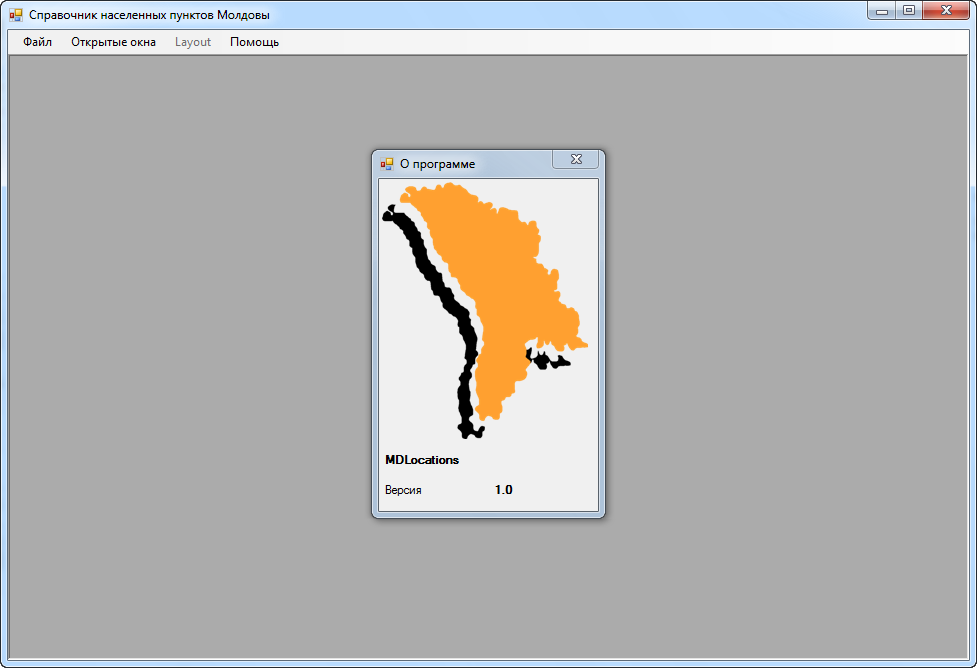 Справочник населенных пунктов Молдовы
Файл Открытые окна Layout Помощь
О программе
MDLocations
Версия 1.0